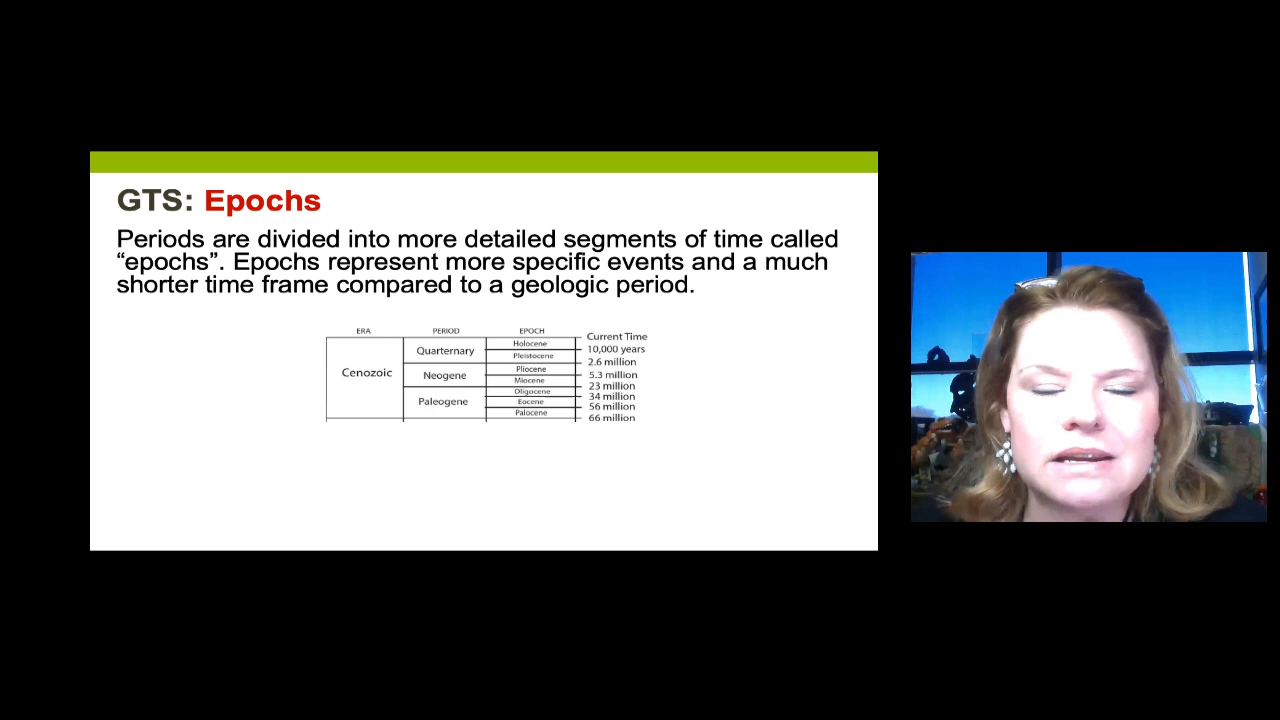 GTS: Epochs
Periods are divided into more detailed segments of time called
“epochs”. Epochs represent more specific events and a much
shorter time frame compared to a geologic period.
ERA PERIOD EPOCH
Current Time
Holocene
Quarternary
10,000 years
Pleistocene
2.6 million
Pliocene
Cenozoic
Neogene
5.3 million
Miocene
23 million
Oligocene
34 million
Paleogene
Eocene
56 million
Palocene
66 million